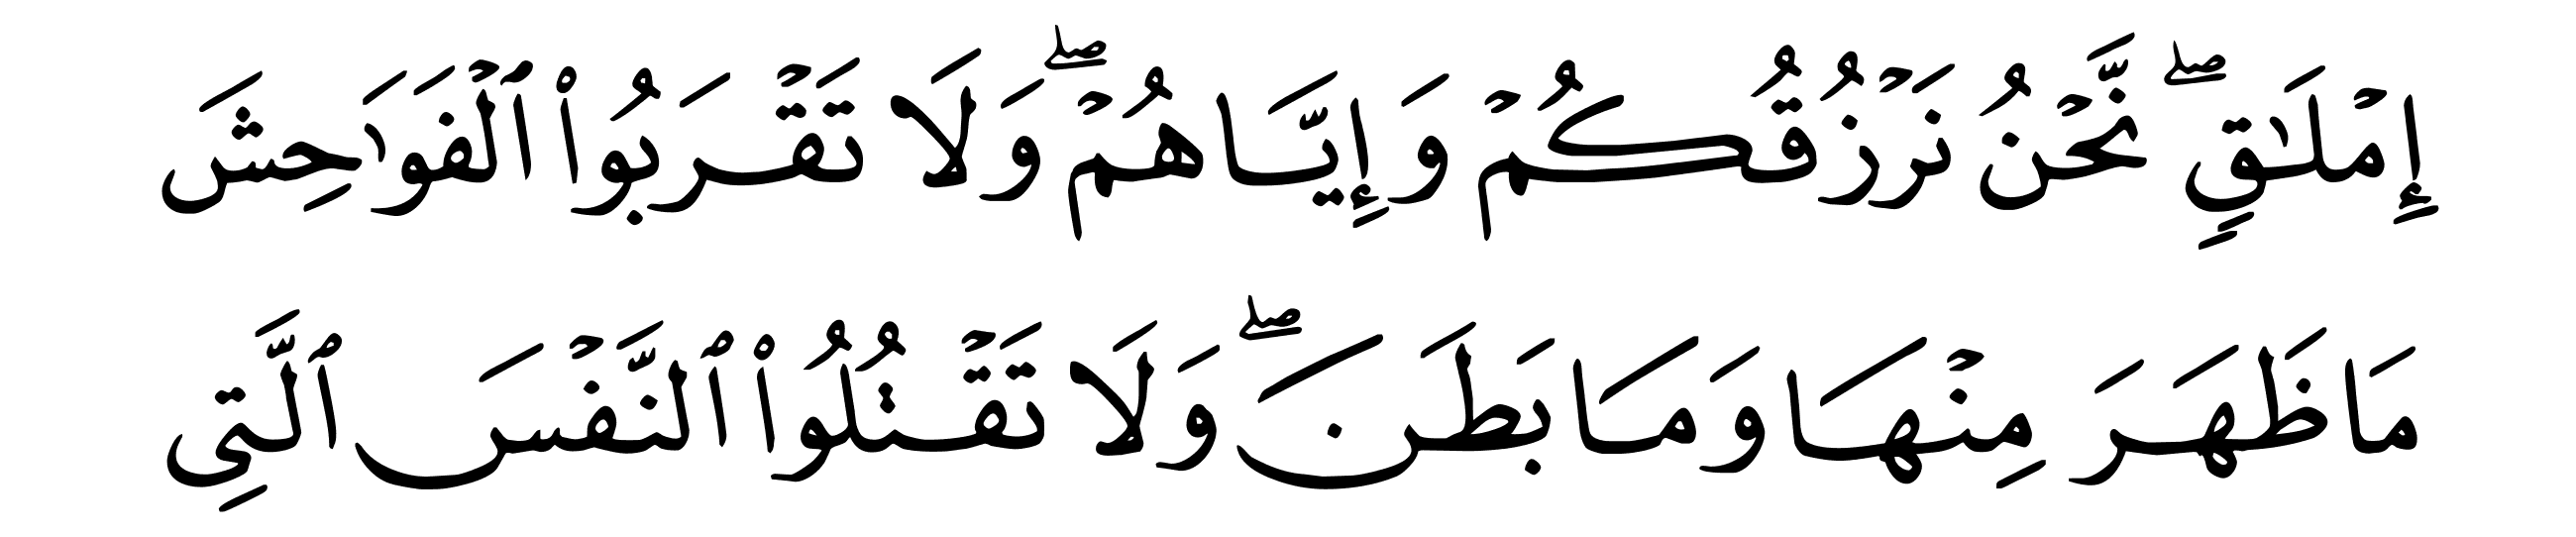 إِمۡلَٰقٖۖ نَّحۡنُ نَرۡزُقُكُمۡ وَإِيَّاهُمۡۖ وَلَا تَقۡرَبُواْ ٱلۡفَوَٰحِشَ
مَا ظَهَرَ مِنۡهَا وَمَا بَطَنَۖ وَلَا تَقۡتُلُواْ ٱلنَّفۡسَ ٱلَّتِي